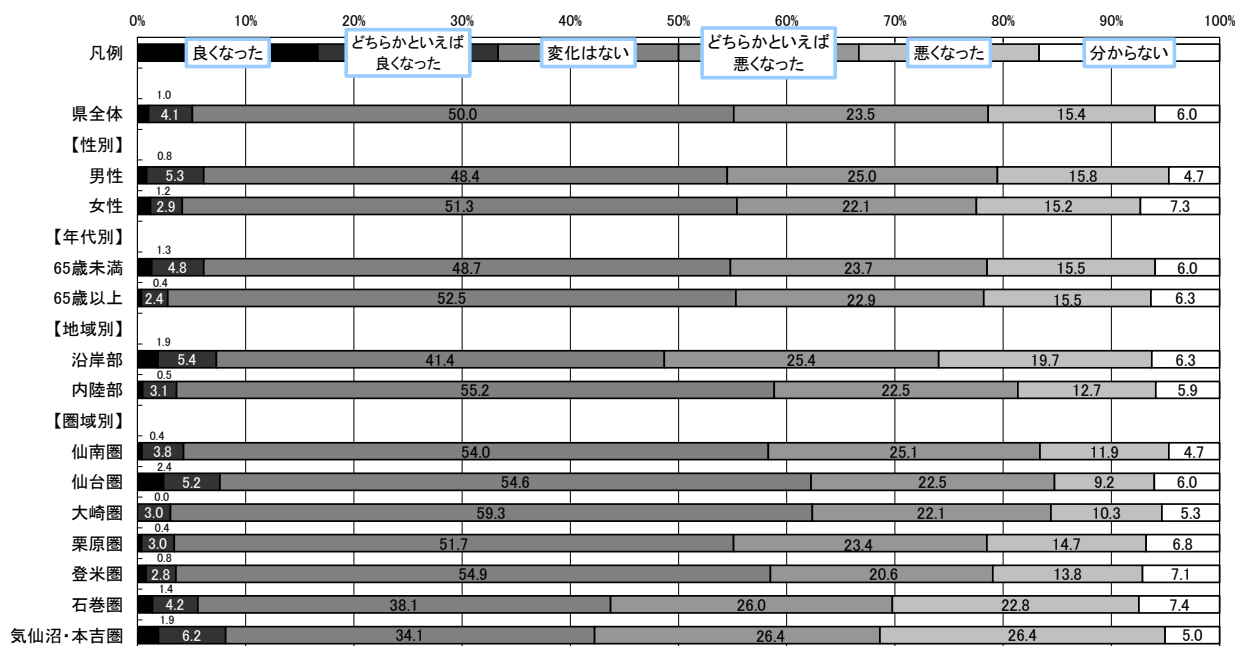 0% 10% 20% 30% 40% 50% 60% 70% 80% 90% 100%
凡例 良くなった どちらかといえば 良くなった 変化はない どちらかといえば 悪くなった 悪くなった 分からない
1.0
県全体 4.1 50.0 23.5 15.4 6.0
【性別】
0.8
男性 5.3 48.4 25.0 15.8 4.7
1.2
女性 2.9 51.3 22.1 15.2 7.3
【年代別】
1.3
65歳未満 4.8 48.7 23.7 15.5 6.0
0.4
65歳以上 2.4 52.5 22.9 15.5 6.3
【地域別】
1.9
沿岸部 5.4 41.4 25.4 19.7 6.3
0.5
内陸部 3.1 55.2 22.5 12.7 5.9
【圏域別】
0.4
仙南圏 3.8 54.0 25.1 11.9 4.7
2.4
仙台圏 5.2 54.6 22.5 9.2 6.0
0.0
大崎圏 3.0 59.3 22.1 10.3 5.3
0.4
栗原圏 3.0 51.7 23.4 14.7 6.8
0.8
登米圏 2.8 54.9 20.6 13.8 7.1
1.4
石巻圏 4.2 38.1 26.0 22.8 7.4
1.9
気仙沼・本吉圏 6.2 34.1 26.4 26.4 5.0